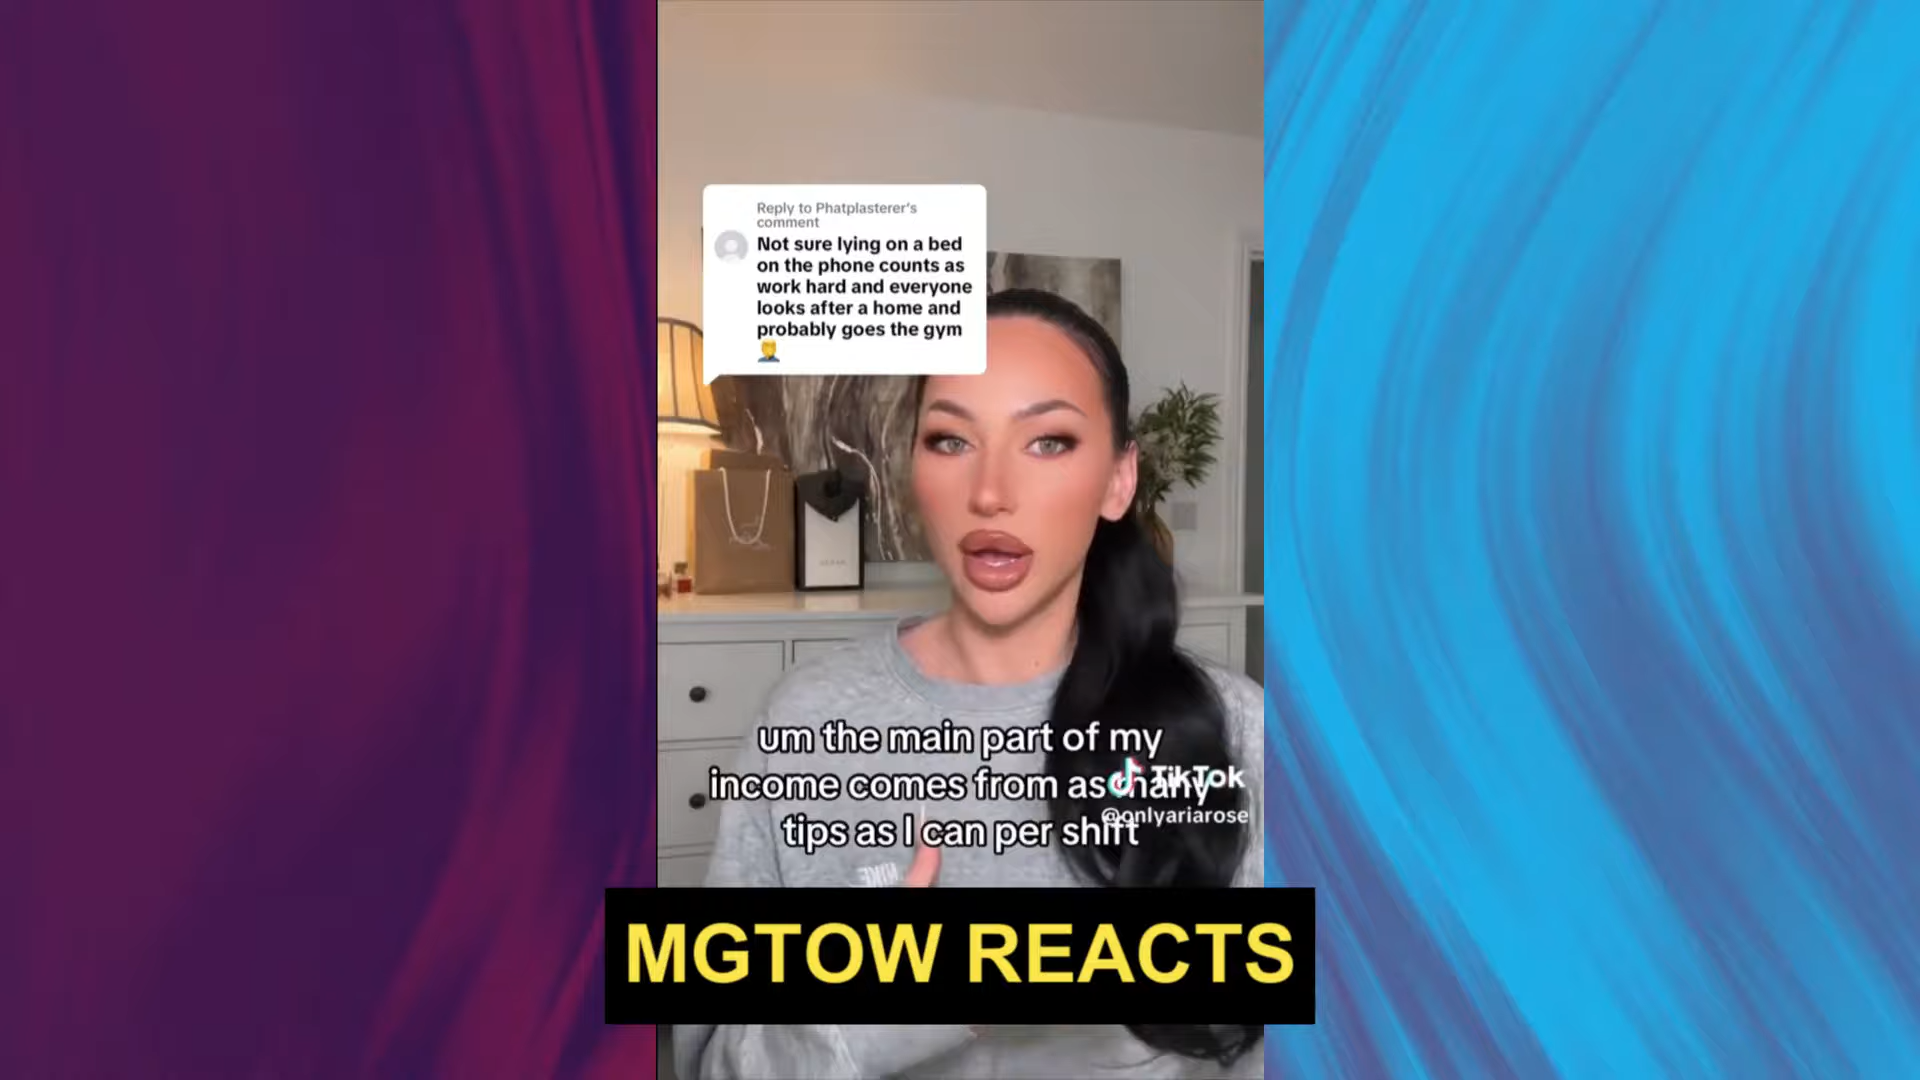 Reply to Phatplasterer's
comment
Not sure lying on a bed
on the phone counts as
work hard and everyone
looks after a home and
probably goes the gym
🤦‍♂️
um the main part of my
income comes from as many
tips as I can per shift
TikTok
@onlyariarose
NIKE
MGTOW REACTS